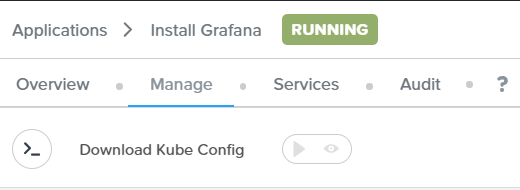 Applications > Install Grafana RUNNING
Overview Manage Services Audit ?
>_ Download Kube Config